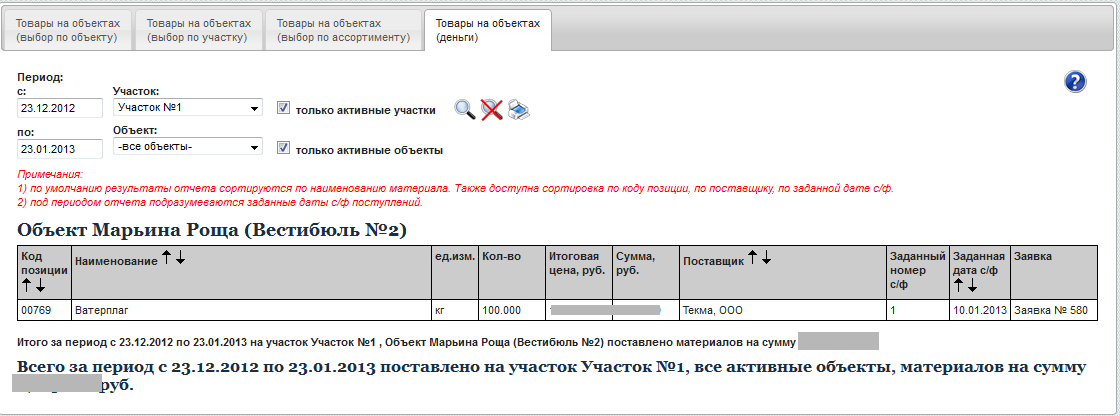 Товары на объектах
(выбор по объекту)
Товары на объектах
(выбор по участку)
Товары на объектах
(выбор по ассортименту)
Товары на объектах
(деньги)
Период:
с:
Участок:
23.12.2012
Участок №1
только активные участки
по:
Объект:
23.01.2013
-все объекты-
только активные объекты
Примечания:
1) по умолчанию результаты отчета сортируются по наименованию материала. Также доступна сортировка по коду позиции, по поставщику, по заданной дате с/ф.
2) под периодом отчета подразумеваются заданные даты с/ф поступлений.
Объект Марьина Роща (Вестибюль №2)
Код
позиции
Наименование
ед.изм.
Кол-во
Итоговая
цена, руб.
Сумма,
руб.
Поставщик
Заданный
номер
с/ф
Заданная
дата с/ф
Заявка
00769 Ватерплаг кг 100.000 Текма, ООО 1 10.01.2013 Заявка № 580
Итого за период с 23.12.2012 по 23.01.2013 на участок Участок №1 , Объект Марьина Роща (Вестибюль №2) поставлено материалов на сумму
Всего за период с 23.12.2012 по 23.01.2013 поставлено на участок Участок №1, все активные объекты, материалов на сумму
руб.